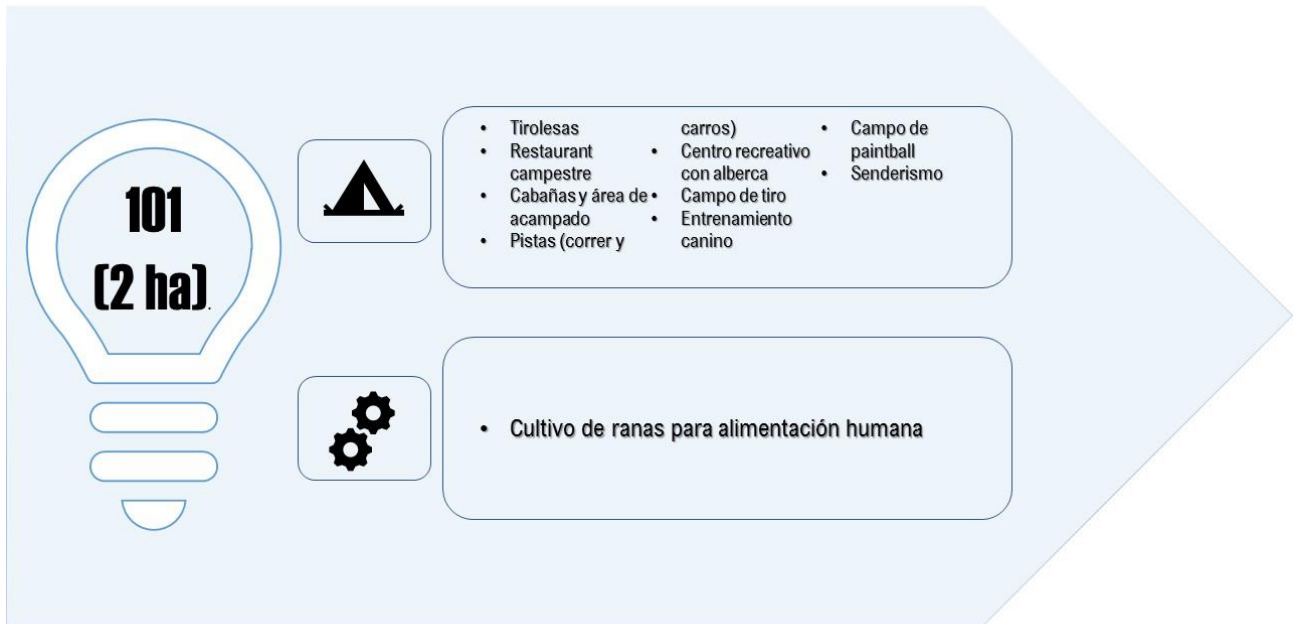 101
(2 ha).
• Tirolesas
• Restaurant
campestre
• Cabañas y área de
acampado
• Pistas (correr y
carros)
• Centro recreativo
con alberca
• Campo de tiro
• Entrenamiento
canino
• Campo de
paintball
• Senderismo
• Cultivo de ranas para alimentación humana